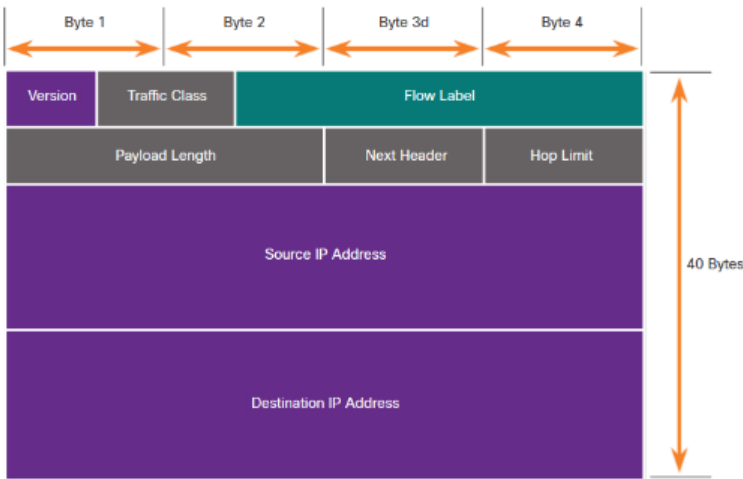 Byte 1 Byte 2 Byte 3d Byte 4
Version Traffic Class Flow Label
Payload Length Next Header Hop Limit
Source IP Address
40 Bytes
Destination IP Address